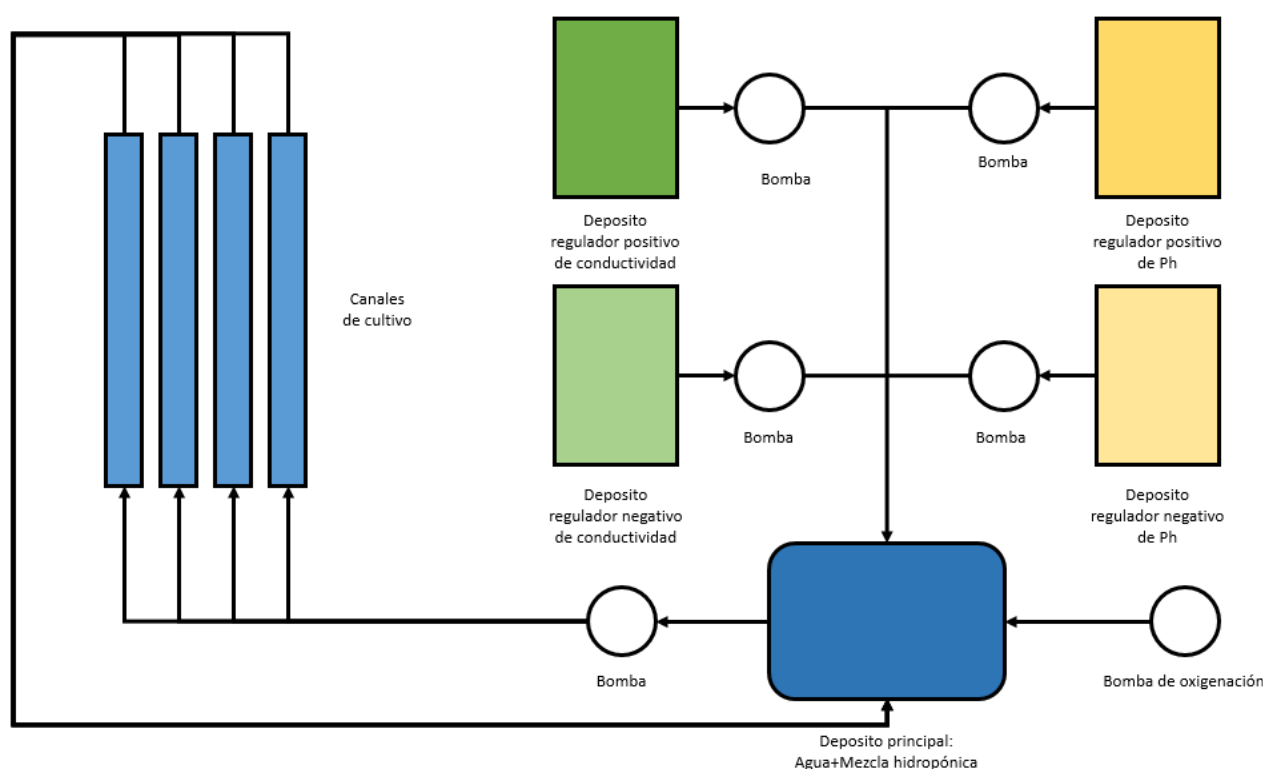 Bomba
Bomba
Deposito
regulador positivo
de conductividad
Deposito
regulador positivo
de Ph
Canales
de cultivo
Bomba
Bomba
Deposito
regulador negativo
de conductividad
Deposito
regulador negativo
de Ph
Bomba
Bomba de oxigenación
Deposito principal:
Agua+Mezcla hidropónica